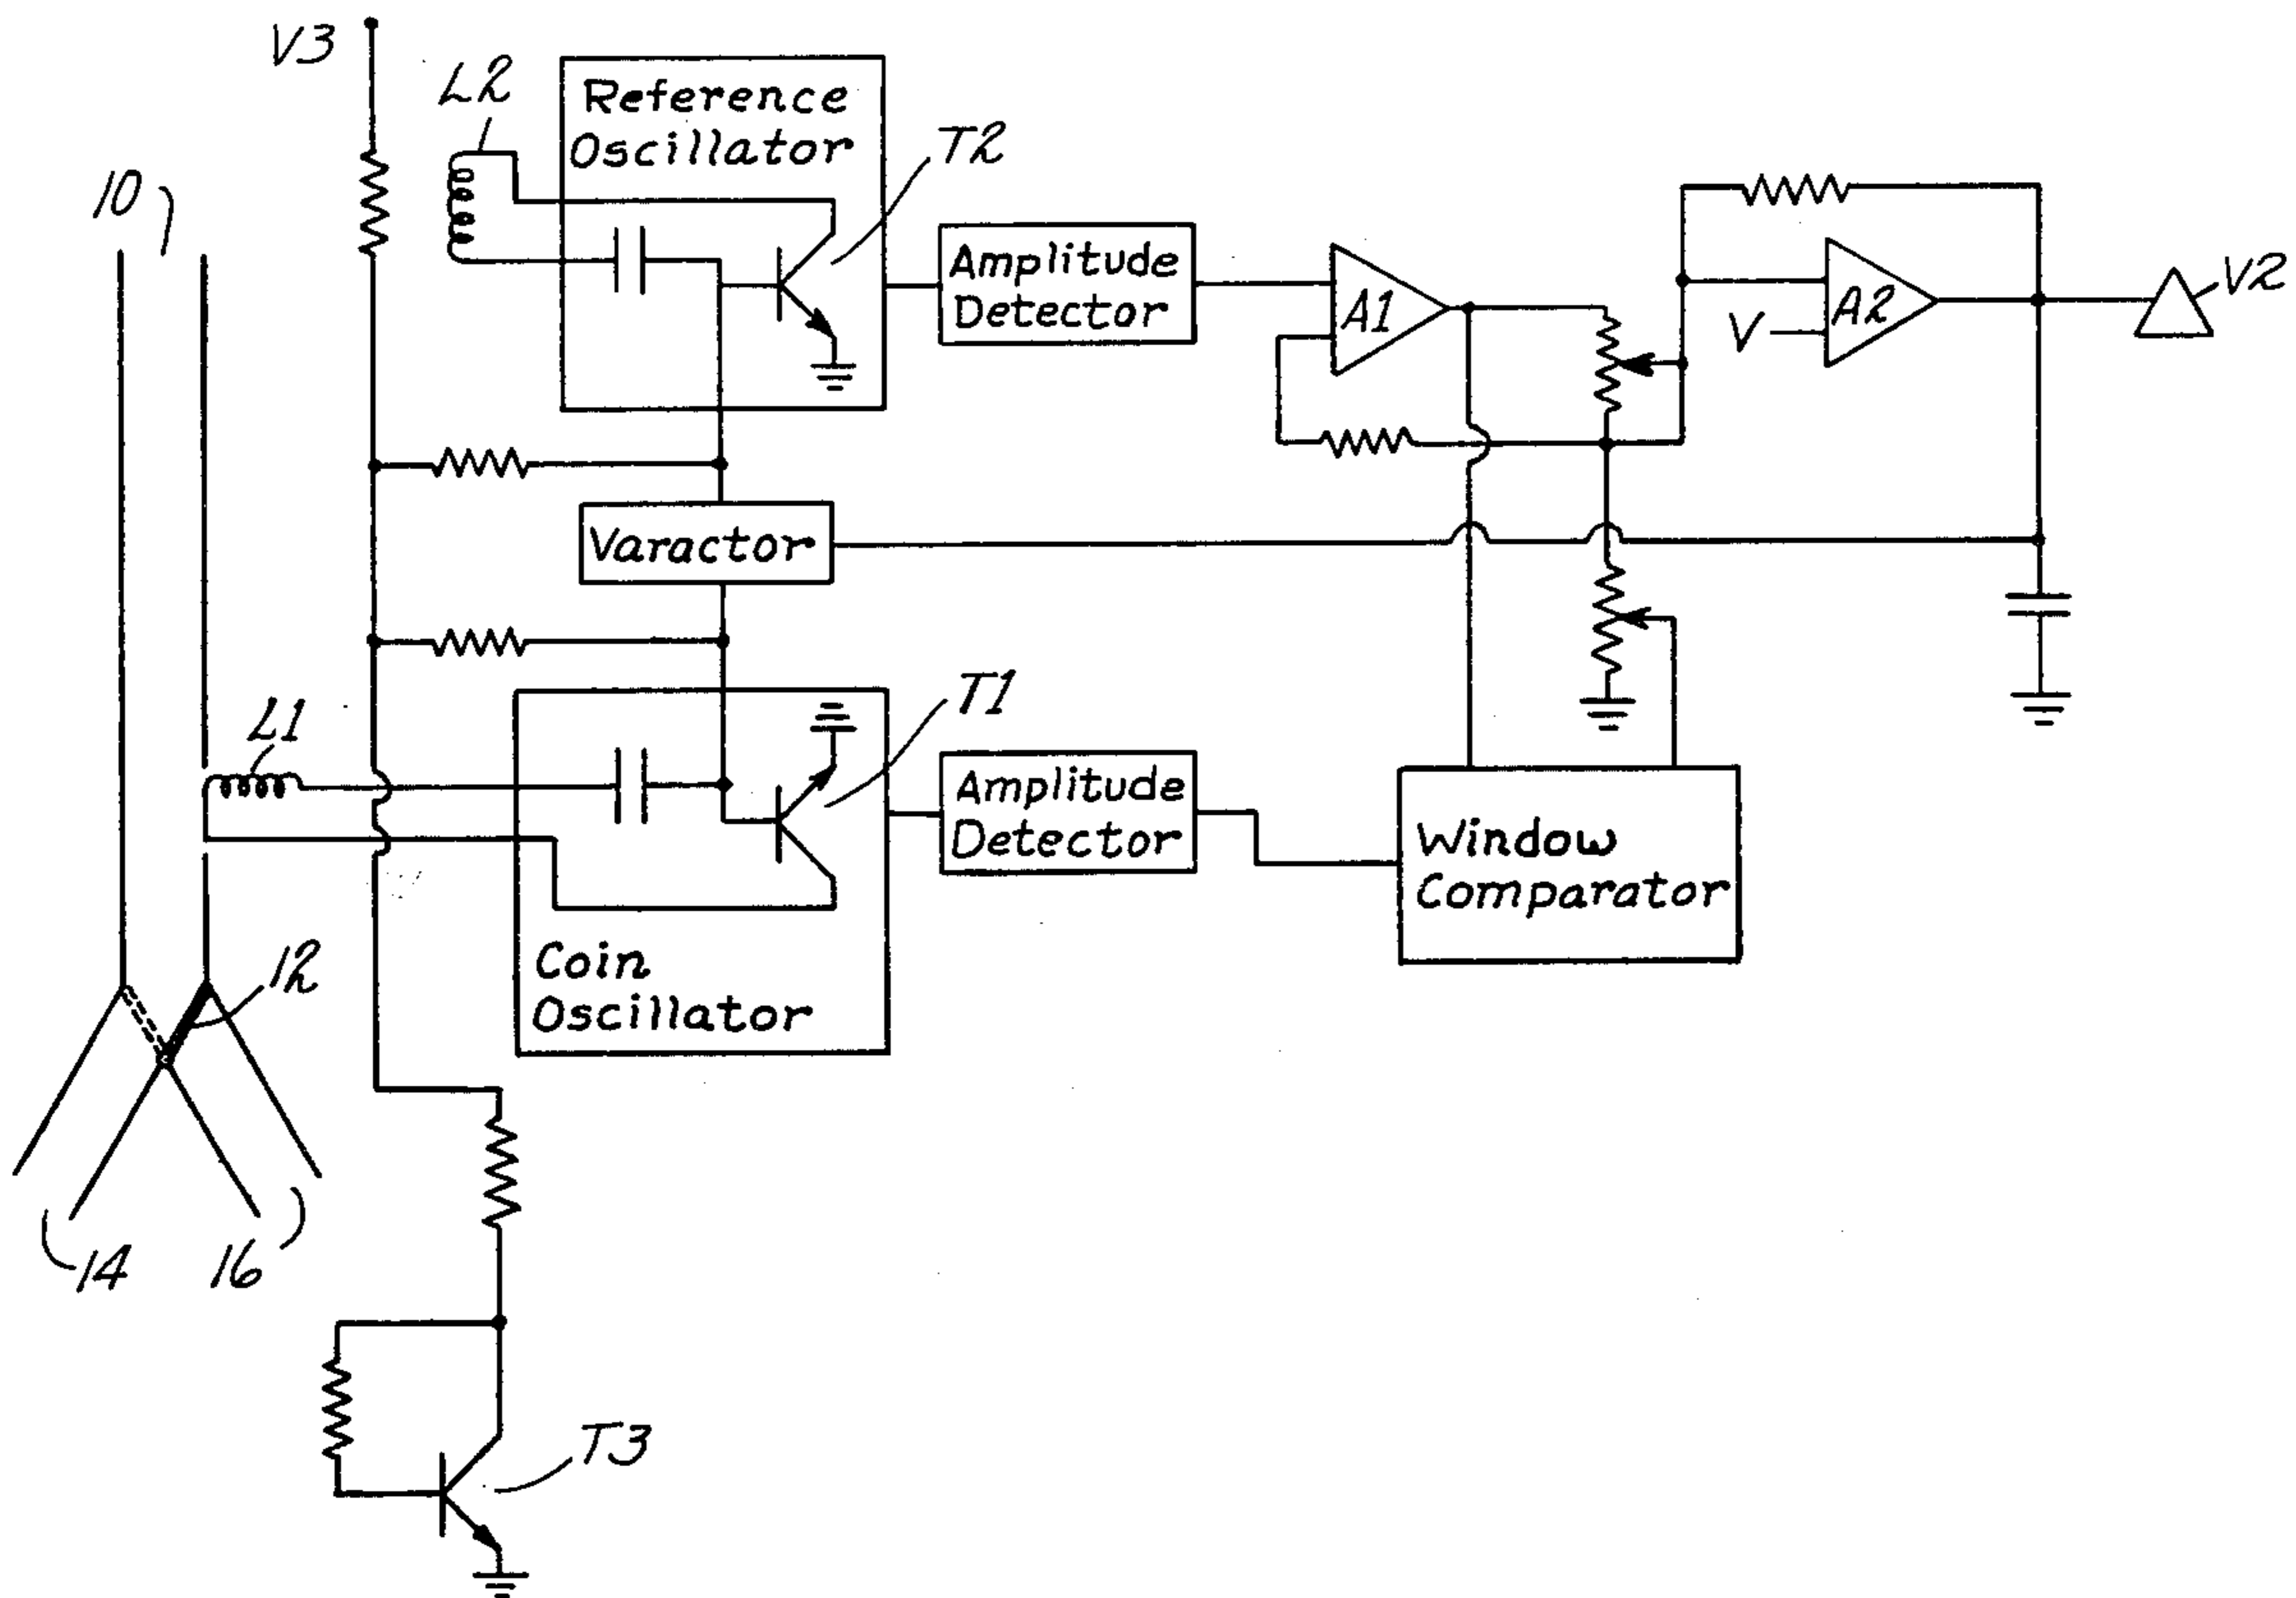 V3
L2
Reference
Oscillator
T2
10
Amplitude
Detector
A1
A2
V
V2
Varactor
L1
T1
Amplitude
Detector
Window
Comparator
Coin
Oscillator
12
14
16
T3